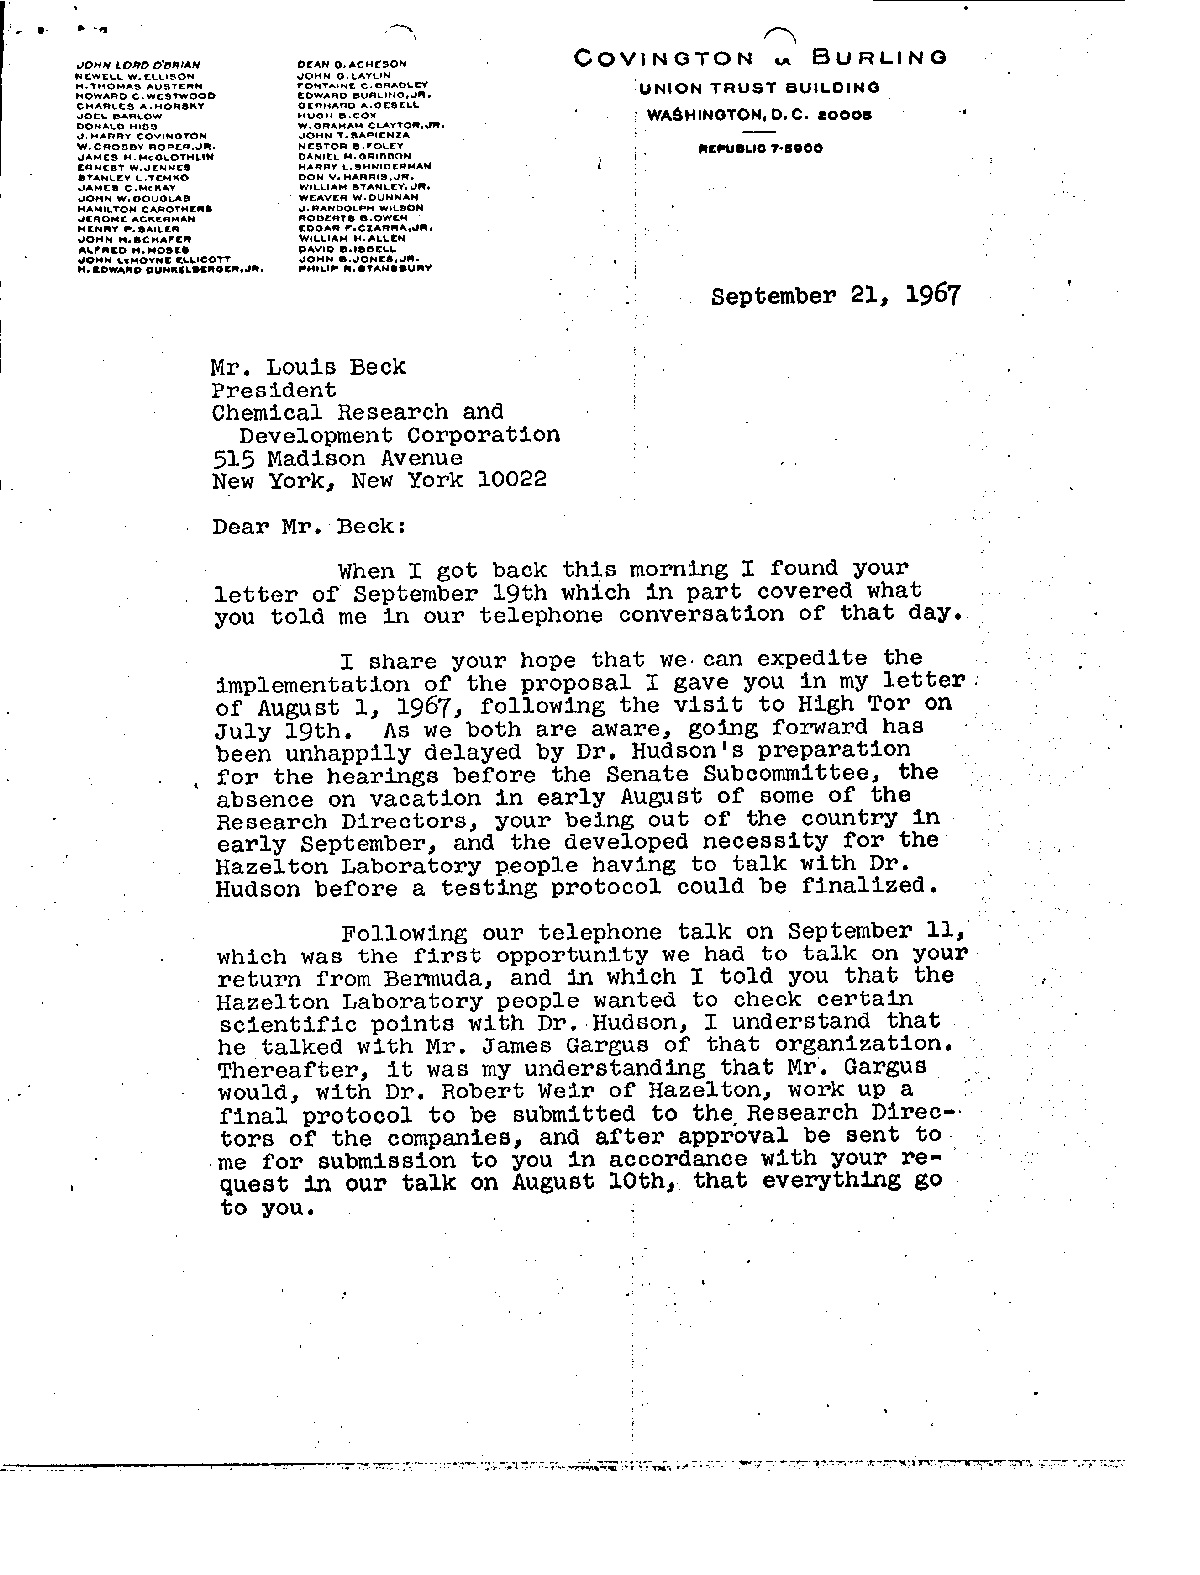 COVINGTON & BURLING
UNION TRUST BUILDING
WASHINGTON, D. C. 20005
REPUBLIC 7-5900
JOHN LORD O'BRIAN
NEWELL W. ELLISON
H. THOMAS AUSTERN
HOWARD C. WESTWOOD
CHARLES A. HORSKY
JOEL BARLOW
DONALD HISS
J. HARRY COVINGTON
W. CROSBY ROPER, JR.
JAMES H. McGLOTHLIN
ERNEST W. JENNES
STANLEY L. TEMKO
JAMES C. McKAY
JOHN W. DOUGLAS
HAMILTON CAROTHERS
JEROME ACKERMAN
HENRY P. SAILER
JOHN H. SCHAFER
ALFRED H. MOSES
JOHN LEMOYNE ELLICOTT
H. EDWARD DUNKELBERGER, JR.
DEAN G. ACHESON
JOHN G. LAYLIN
FONTAINE C. BRADLEY
EDWARD BURLING, JR.
GERHARD A. GESELL
HUGH B. COX
W. GRAHAM CLAYTOR, JR.
JOHN T. SAPIENZA
NESTOR S. FOLEY
DANIEL M. GRIBBON
HARRY L. SHNIDERMAN
DON V. HARRIS, JR.
WILLIAM STANLEY, JR.
WEAVER W. DUNNAN
J. RANDOLPH WILSON
ROBERTS B. OWEN
EDGAR F. CZARRA, JR.
WILLIAM H. ALLEN
DAVID B. ISBELL
JOHN B. JONES, JR.
PHILIP R. STANSBURY
September 21, 1967
Mr. Louis Beck
President
Chemical Research and
Development Corporation
515 Madison Avenue
New York, New York 10022
Dear Mr. Beck:
When I got back this morning I found your
letter of September 19th which in part covered what
you told me in our telephone conversation of that day.
I share your hope that we can expedite the
implementation of the proposal I gave you in my letter
of August 1, 1967, following the visit to High Tor on
July 19th. As we both are aware, going forward has
been unhappily delayed by Dr. Hudson's preparation
for the hearings before the Senate Subcommittee, the
absence on vacation in early August of some of the
Research Directors, your being out of the country in
early September, and the developed necessity for the
Hazelton Laboratory people having to talk with Dr.
Hudson before a testing protocol could be finalized.
Following our telephone talk on September 11,
which was the first opportunity we had to talk on your
return from Bermuda, and in which I told you that the
Hazelton Laboratory people wanted to check certain
scientific points with Dr. Hudson, I understand that
he talked with Mr. James Gargus of that organization.
Thereafter, it was my understanding that Mr. Gargus
would, with Dr. Robert Weir of Hazelton, work up a
final protocol to be submitted to the Research Direc-
tors of the companies, and after approval be sent to
me for submission to you in accordance with your re-
quest in our talk on August 10th, that everything go
to you.